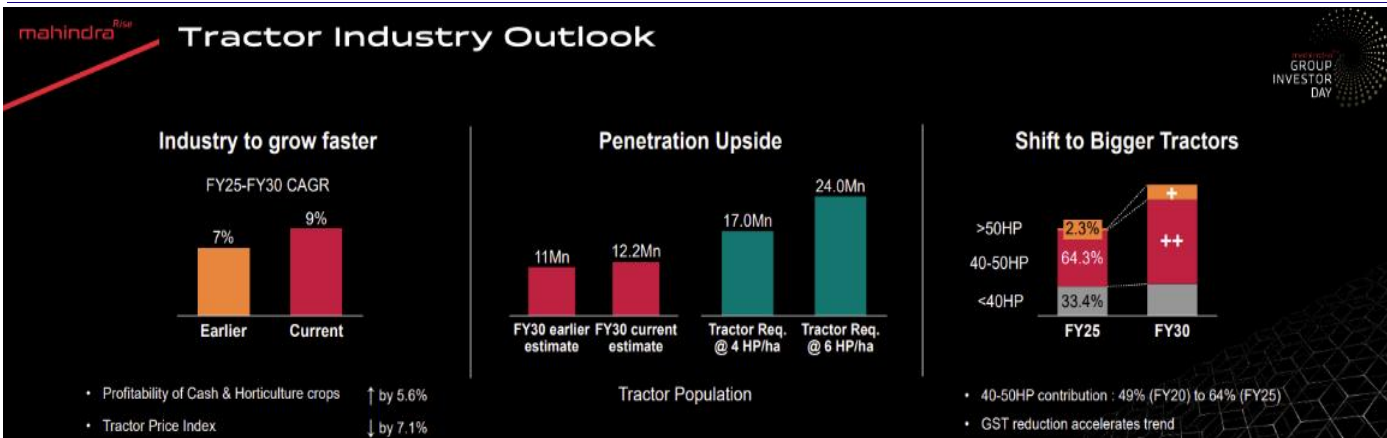 mahindra Rise
Tractor Industry Outlook
GROUP
INVESTOR
DAY
Industry to grow faster
FY25-FY30 CAGR
7%
9%
Earlier
Current
• Profitability of Cash & Horticulture crops ↑ by 5.6%
• Tractor Price Index ↓ by 7.1%
Penetration Upside
11Mn
12.2Mn
17.0Mn
24.0Mn
FY30 earlier
estimate
FY30 current
estimate
Tractor Req.
@ 4 HP/ha
Tractor Req.
@ 6 HP/ha
Tractor Population
Shift to Bigger Tractors
>50HP
40-50HP
<40HP
2.3%
64.3%
33.4%
+
++
FY25
FY30
• 40-50HP contribution : 49% (FY20) to 64% (FY25)
• GST reduction accelerates trend